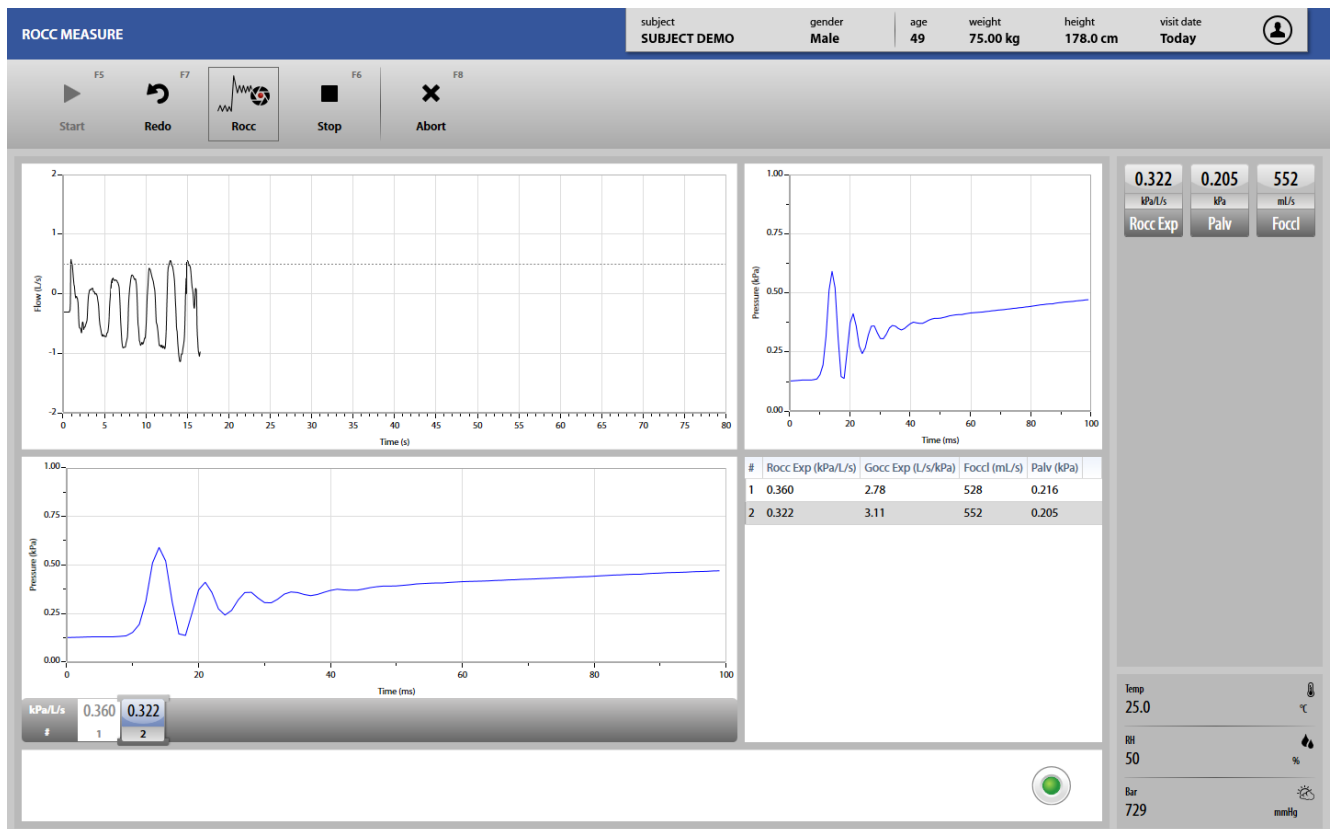 ROCC MEASURE
subject gender age weight height visit date
SUBJECT DEMO Male 49 75.00 kg 178.0 cm Today
F5 F7 F6 F8
Start Redo Rocc Stop Abort
2
1
0
-1
-2
Flow (L/s)
0 5 10 15 20 25 30 35 40 45 50 55 60 65 70 75 80
Time (s)
1.00
0.75
0.50
0.25
0.00
Pressure (kPa)
0 20 40 60 80 100
Time (ms)
0.322 0.205 552
kPa/L/s kPa mL/s
Rocc Exp Palv Foccl
1.00
0.75
0.50
0.25
0.00
Pressure (kPa)
0 20 40 60 80 100
Time (ms)
# Rocc Exp (kPa/L/s) Gocc Exp (L/s/kPa) Foccl (mL/s) Palv (kPa)
1 0.360 2.78 528 0.216
2 0.322 3.11 552 0.205
kPa/L/s 0.360 0.322
# 1 2
Temp
25.0 °C
RH
50 %
Bar
729 mmHg